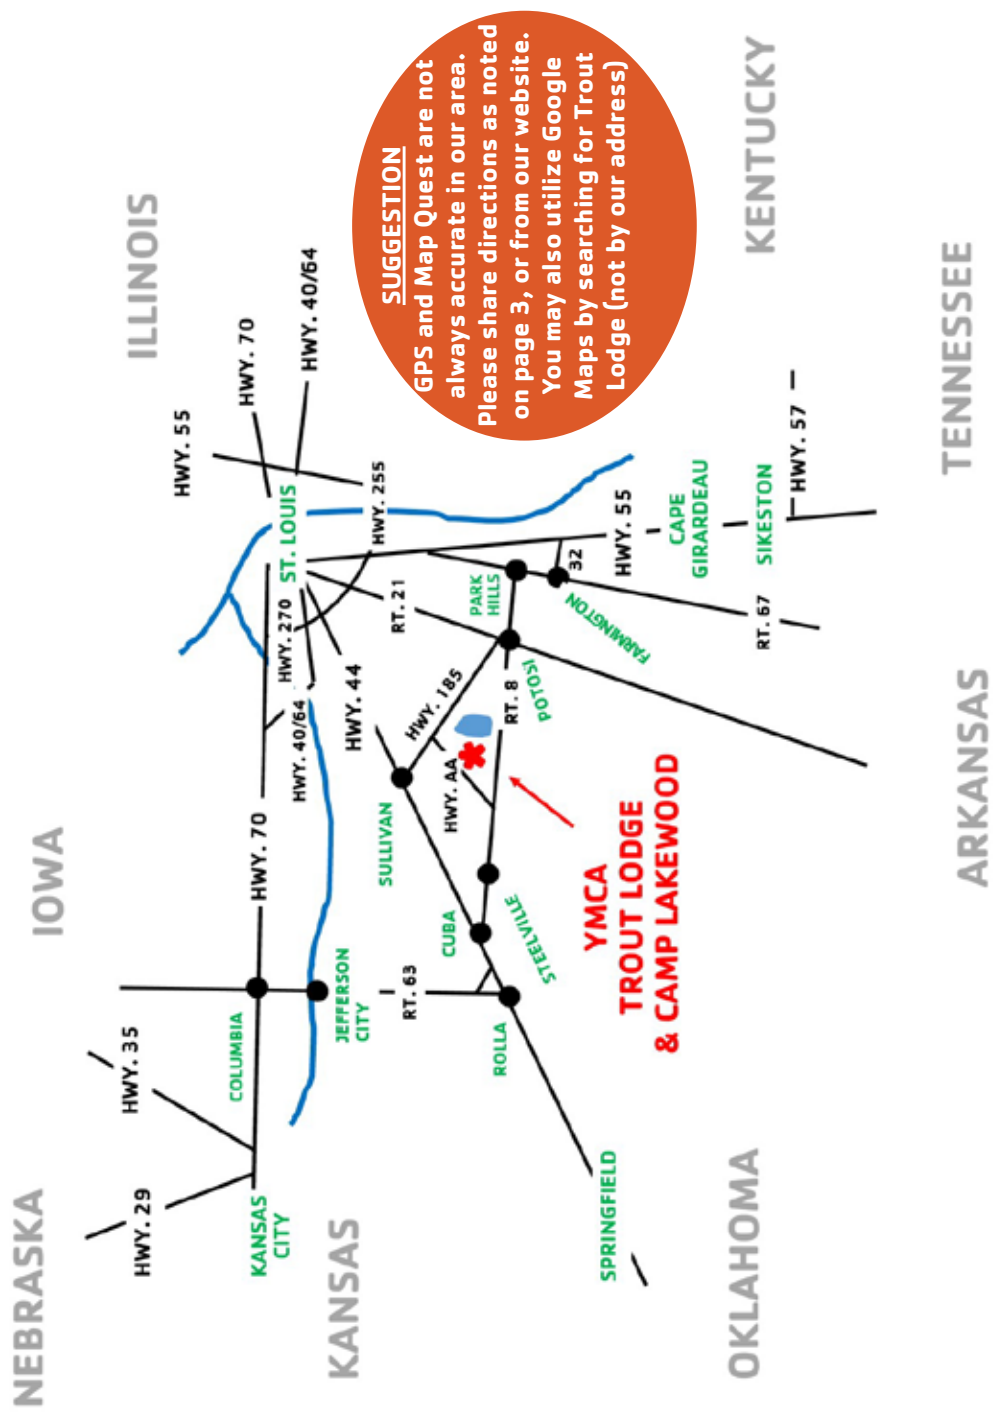 NEBRASKA
IOWA
ILLINOIS
HWY. 29
HWY. 35
HWY. 55
HWY. 70
HWY. 40/64
COLUMBIA
HWY. 70
KANSAS
CITY
HWY. 270
ST. LOUIS
HWY. 40/64
JEFFERSON
CITY
HWY. 44
HWY. 255
KANSAS
SULLIVAN
RT. 21
RT. 63
HWY. 185
HWY. AA
CUBA
PARK
HILLS
ROLLA
STEELVILLE
RT. 8
POTOSI
32
FARMINGTON
HWY. 55
SPRINGFIELD
YMCA
TROUT LODGE
& CAMP LAKEWOOD
CAPE
GIRARDEAU
RT. 67
SIKESTON
HWY. 57
SUGGESTION
GPS and Map Quest are not
always accurate in our area.
Please share directions as noted
on page 3, or from our website.
You may also utilize Google
Maps by searching for Trout
Lodge (not by our address)
OKLAHOMA
KENTUCKY
ARKANSAS
TENNESSEE